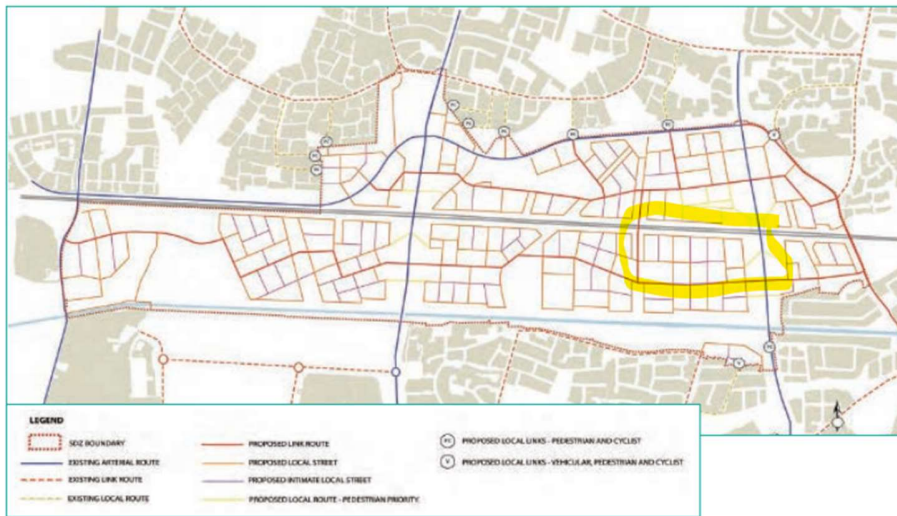 LEGEND
SDZ BOUNDARY
EXISTING ARTERIAL ROUTE
EXISTING LINK ROUTE
EXISTING LOCAL ROUTE
PROPOSED LINK ROUTE
PROPOSED LOCAL STREET
PROPOSED INTIMATE LOCAL STREET
PROPOSED LOCAL ROUTE - PEDESTRIAN PRIORITY
PROPOSED LOCAL LINKS - PEDESTRIAN AND CYCLIST
V PROPOSED LOCAL LINKS - VEHICULAR, PEDESTRIAN AND CYCLIST